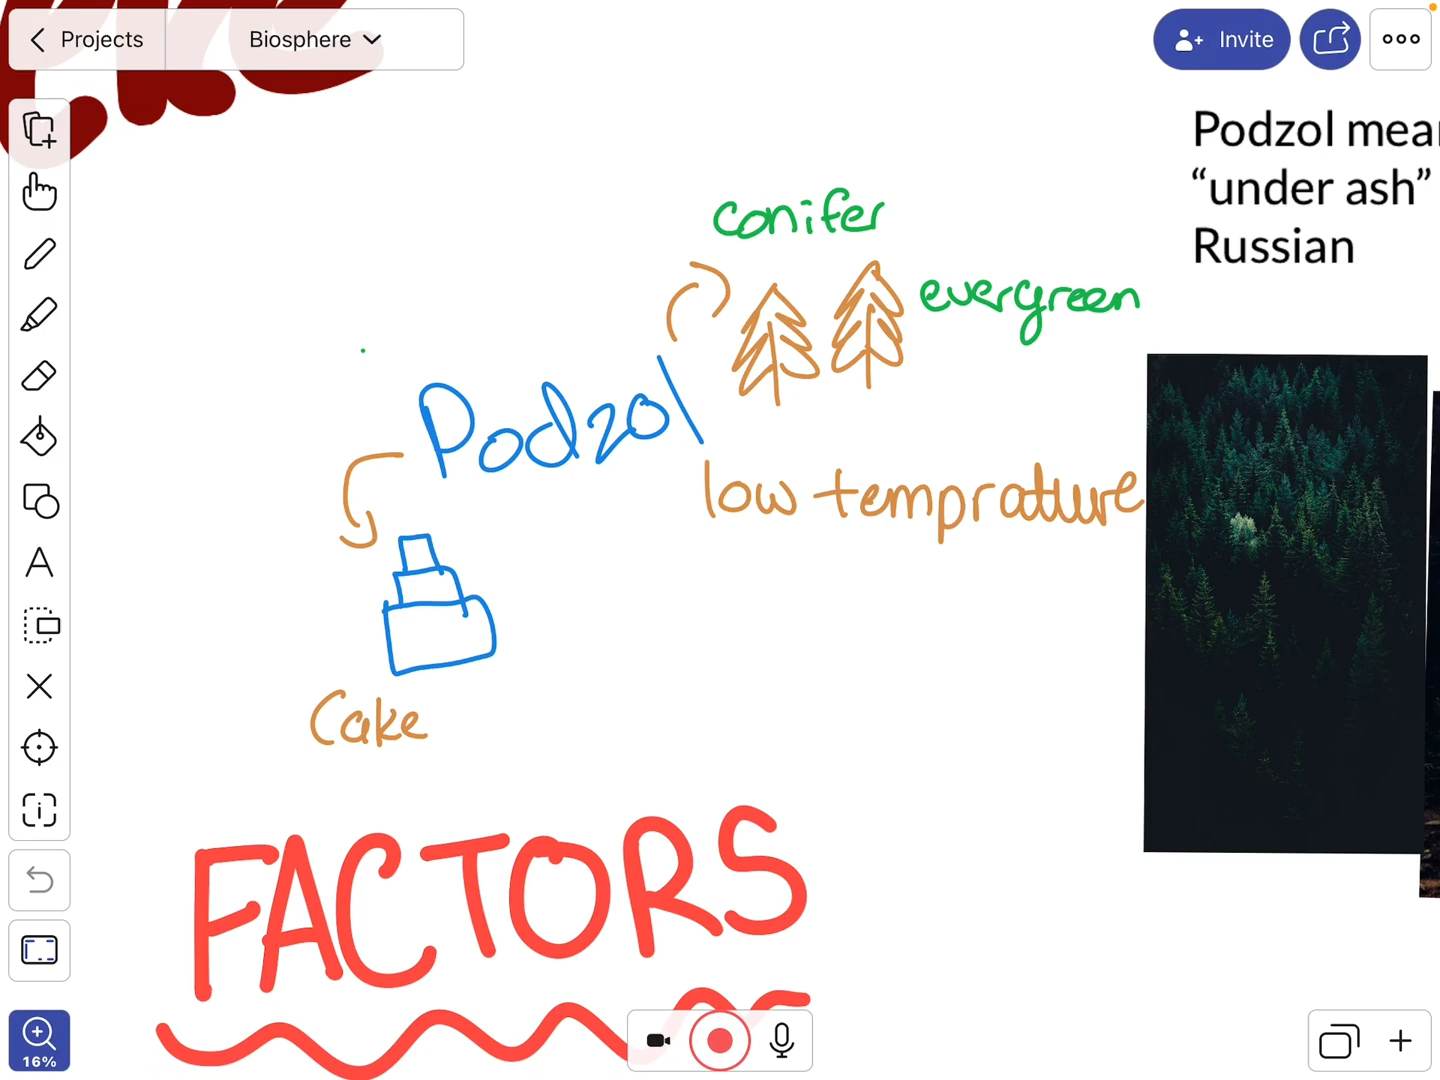 Projects
Biosphere
Invite
Podzol mea
“under ash”
Russian
conifer
evergreen
Podzol
low temprature
Cake
FACTORS
A
16%